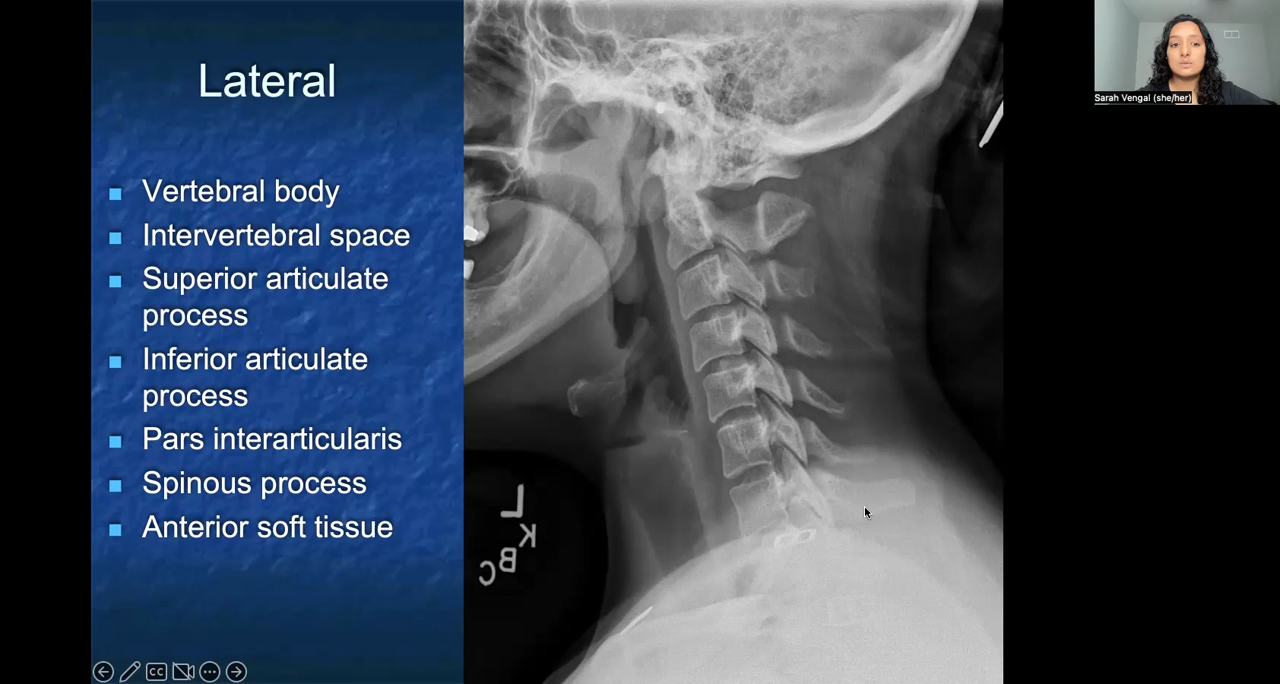 Lateral
Vertebral body
Intervertebral space
Superior articulate
process
Inferior articulate
process
Pars interarticularis
Spinous process
Anterior soft tissue
L
K
B
C
CC
Sarah Vengal (she/her)